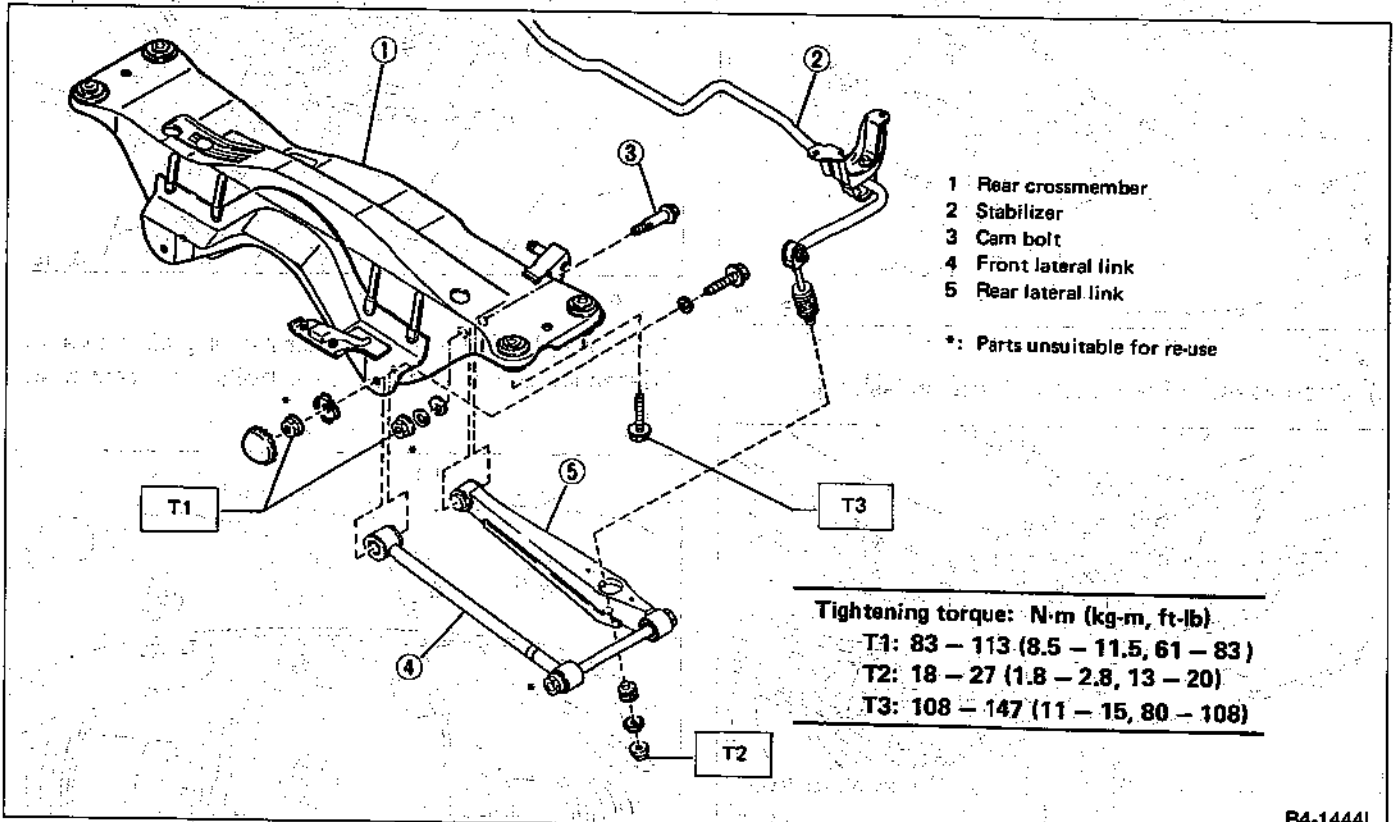 ①
②
③
1 Rear crossmember
2 Stabilizer
3 Cam bolt
4 Front lateral link
5 Rear lateral link
*: Parts unsuitable for re-use
*
*
T1
⑤
T3
④
*
T2
Tightening torque: N·m (kg-m, ft-lb)
T1: 83 – 113 (8.5 – 11.5, 61 – 83)
T2: 18 – 27 (1.8 – 2.8, 13 – 20)
T3: 108 – 147 (11 – 15, 80 – 108)